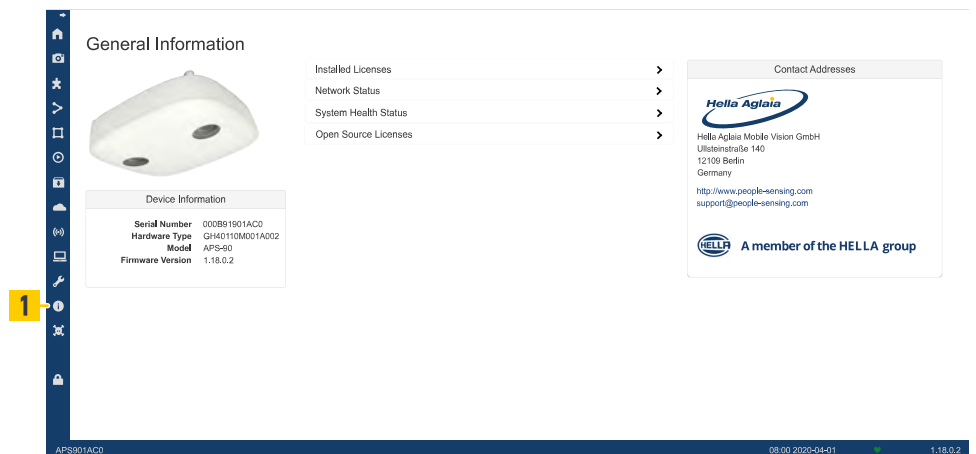 General Information
Installed Licenses
Network Status
System Health Status
Open Source Licenses
Contact Addresses
Hella Aglaia
Hella Aglaia Mobile Vision GmbH
Ullsteinstraße 140
12109 Berlin
Germany
http://www.people-sensing.com
support@people-sensing.com
HELLA A member of the HELLA group
Device Information
Serial Number 000B91901AC0
Hardware Type GH40110M001A002
Model APS-90
Firmware Version 1.18.0.2
1
APS901AC0 08:00 2020-04-01 1.18.0.2